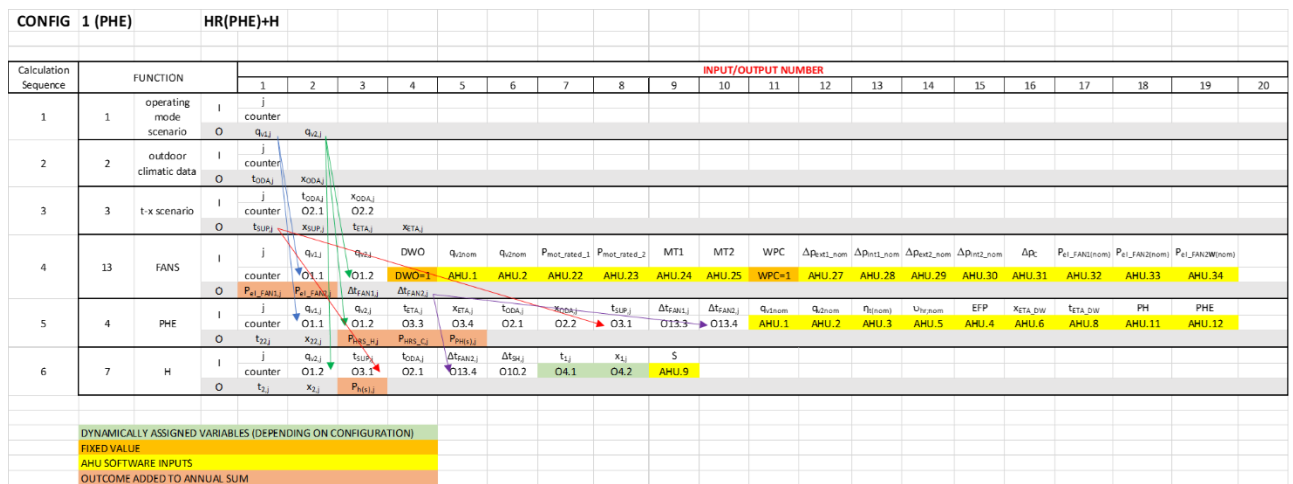 CONFIG 1 (PHE) HR(PHE)+H
Calculation Sequence FUNCTION INPUT/OUTPUT NUMBER
1 2 3 4 5 6 7 8 9 10 11 12 13 14 15 16 17 18 19 20
1 1 operating mode scenario
I j
counter
O qv1,j qv2,j
2 2 outdoor climatic data
I j
counter
O tODA,j xODA,j
3 3 t-x scenario
I j tODA,j xODA,j
counter O2.1 O2.2
O tSUP,j xSUP,j tETA,j xETA,j
4 13 FANS
I j qv1,j qv2,j DWO qv1nom qv2nom Pmot_rated_1 Pmot_rated_2 MT1 MT2 WPC Δpext1_nom Δpint1_nom Δpext2_nom Δpint2_nom ΔpC Pel_FAN1(nom) Pel_FAN2(nom) Pel_FAN2W(nom)
counter O1.1 O1.2 DWO=1 AHU.1 AHU.2 AHU.22 AHU.23 AHU.24 AHU.25 WPC=1 AHU.27 AHU.28 AHU.29 AHU.30 AHU.31 AHU.32 AHU.33 AHU.34
O Pel_FAN1,j Pel_FAN2,j ΔtFAN1,j ΔtFAN2,j
5 4 PHE
I j qv1,j qv2,j tETA,j xETA,j tODA,j xODA,j tSUP,j ΔtFAN1,j ΔtFAN2,j qv1nom qv2nom ηt(nom) υhr,nom EFP xETA_DW tETA_DW PH PHE
counter O1.1 O1.2 O3.3 O3.4 O2.1 O2.2 O3.1 O13.3 O13.4 AHU.1 AHU.2 AHU.3 AHU.5 AHU.4 AHU.6 AHU.8 AHU.11 AHU.12
O t22,j x22,j PHRS_H,j PHRS_C,j PPH(s),j
6 7 H
I j qv2,j tSUP,j tODA,j ΔtFAN2,j ΔtSH,j t1,j x1,j S
counter O1.2 O3.1 O2.1 O13.4 O10.2 O4.1 O4.2 AHU.9
O t2,j x2,j Ph(s),j
DYNAMICALLY ASSIGNED VARIABLES (DEPENDING ON CONFIGURATION)
FIXED VALUE
AHU SOFTWARE INPUTS
OUTCOME ADDED TO ANNUAL SUM